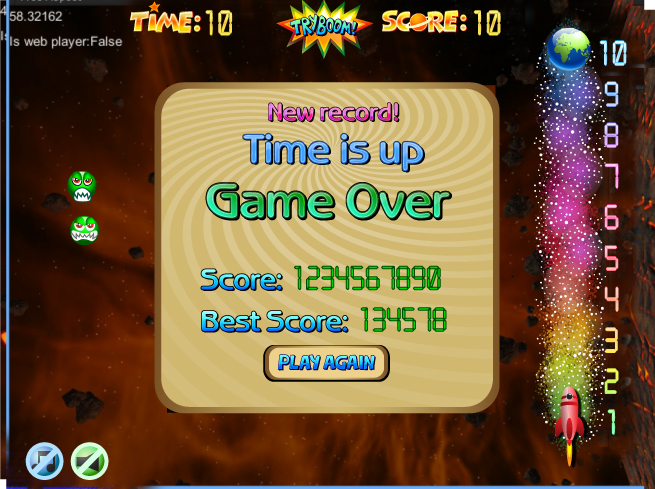 58.32162
Is web player:False
TIME:10
TRYBOOM!
SCORE:10
New record!
Time is up
Game Over
Score: 1234567890
Best Score: 134578
PLAY AGAIN
10
9
8
7
6
5
4
3
2
1